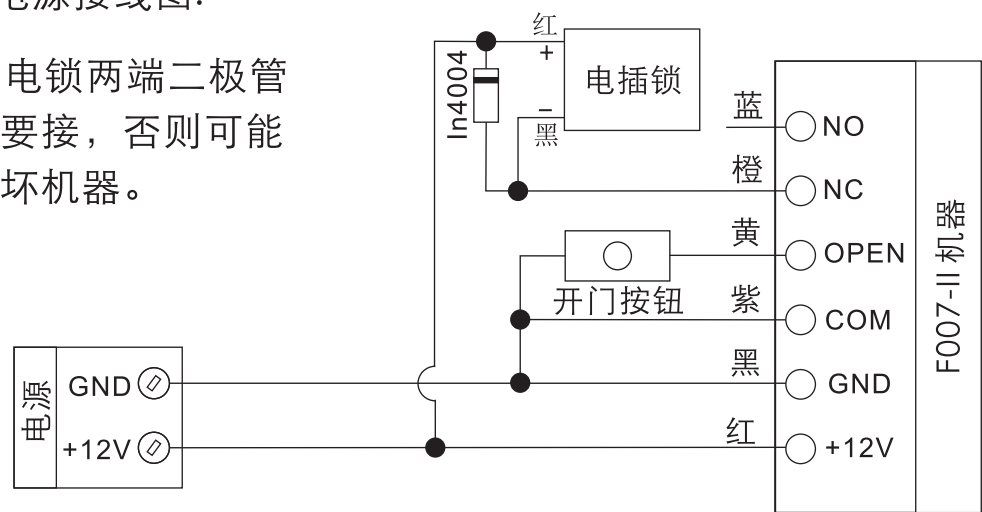 电源接线图:
电锁两端二极管
要接，否则可能
坏机器。
红
+
In4004
电插锁
−
黑
蓝
NO
橙
NC
黄
OPEN
开门按钮
紫
COM
F007-II 机器
黑
电源
GND
GND
红
+12V
+12V